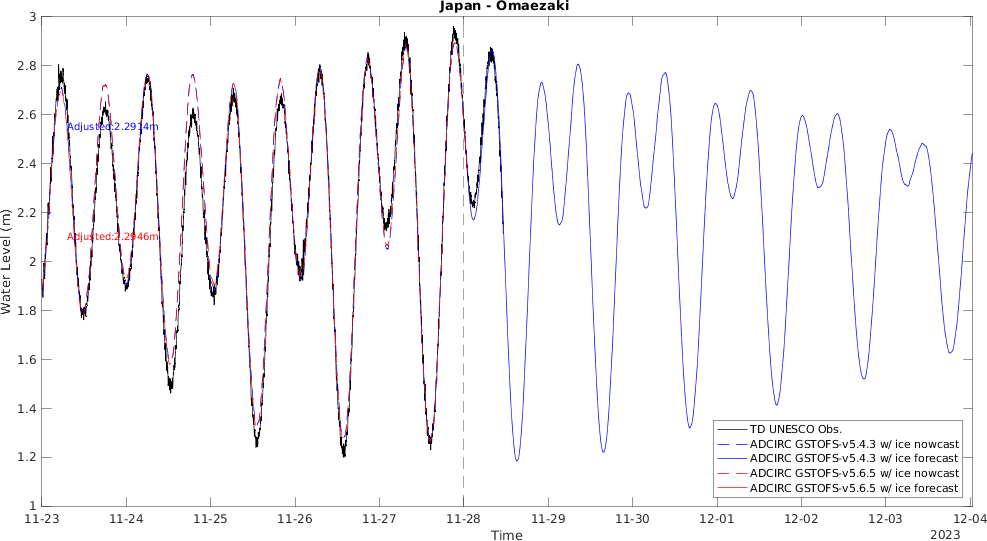 Japan - Omaezaki
3
2.8
2.6
2.4
2.2
2
1.8
1.6
1.4
1.2
1
Water Level (m)
Adjusted:2.2914m
Adjusted:2.2946m
TD UNESCO Obs.
ADCIRC GSTOFS-v5.4.3 w/ ice nowcast
ADCIRC GSTOFS-v5.4.3 w/ ice forecast
ADCIRC GSTOFS-v5.6.5 w/ ice nowcast
ADCIRC GSTOFS-v5.6.5 w/ ice forecast
11-23 11-24 11-25 11-26 11-27 11-28 11-29 11-30 12-01 12-02 12-03 12-04
Time
2023